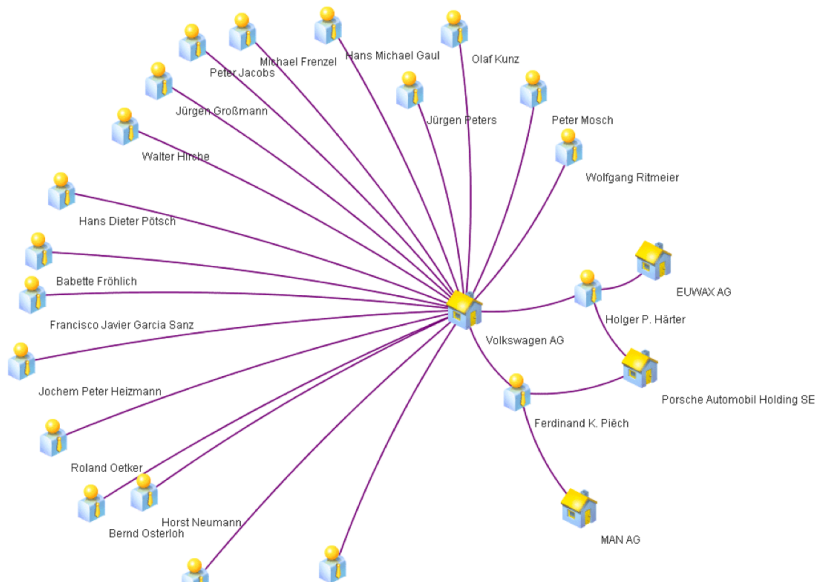 Hans Michael Gaul
Olaf Kunz
Michael Frenzel
Peter Jacobs
Jürgen Großmann
Jürgen Peters
Peter Mosch
Walter Hirche
Wolfgang Ritmeier
Hans Dieter Pötsch
Babette Fröhlich
EUWAX AG
Holger P. Härter
Francisco Javier Garcia Sanz
Volkswagen AG
Jochem Peter Heizmann
Porsche Automobil Holding SE
Ferdinand K. Piëch
Roland Oetker
Horst Neumann
Bernd Osterloh
MAN AG